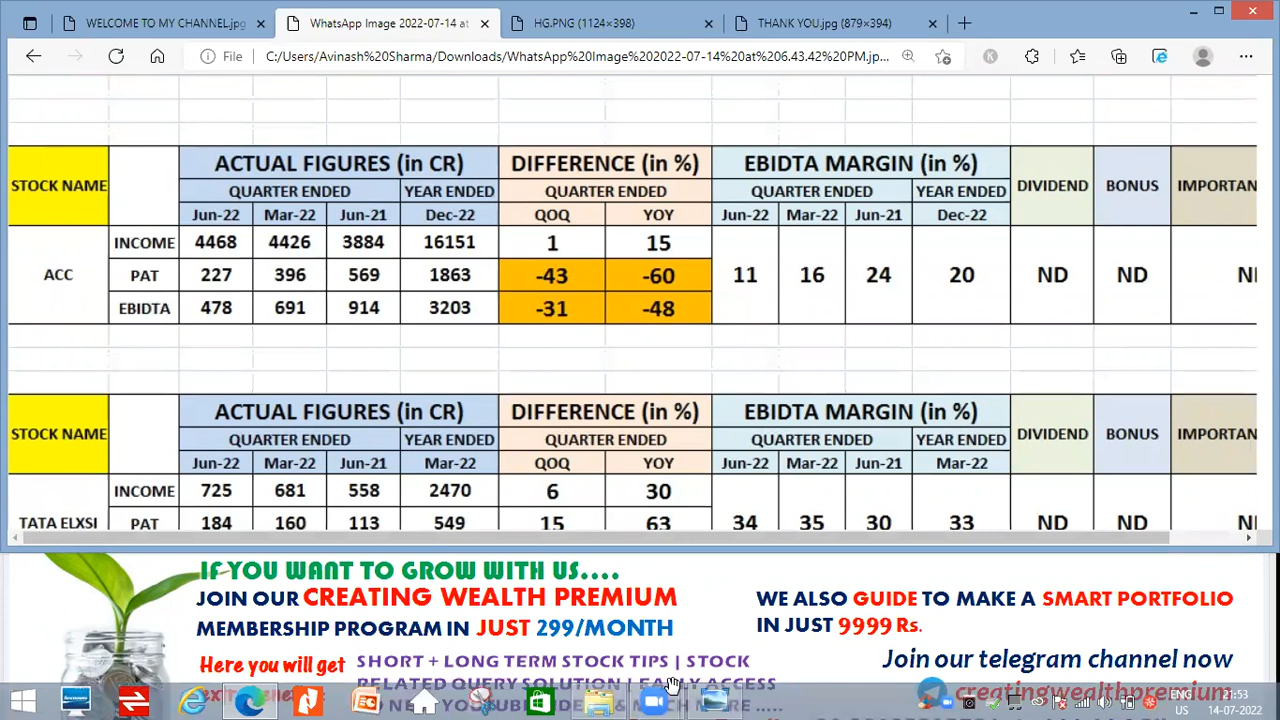 WELCOME TO MY CHANNEL.jpg
WhatsApp Image 2022-07-14 at
HG.PNG (1124×398)
THANK YOU.jpg (879×394)
File C:/Users/Avinash%20Sharma/Downloads/WhatsApp%20Image%202022-07-14%20at%206.43.42%20PM.jp...
STOCK NAME ACTUAL FIGURES (in CR) DIFFERENCE (in %) EBIDTA MARGIN (in %) DIVIDEND BONUS IMPORTAN
QUARTER ENDED YEAR ENDED QUARTER ENDED QUARTER ENDED YEAR ENDED
Jun-22 Mar-22 Jun-21 Dec-22 QOQ YOY Jun-22 Mar-22 Jun-21 Dec-22
INCOME 4468 4426 3884 16151 1 15
ACC PAT 227 396 569 1863 -43 -60 11 16 24 20 ND ND
EBIDTA 478 691 914 3203 -31 -48
STOCK NAME ACTUAL FIGURES (in CR) DIFFERENCE (in %) EBIDTA MARGIN (in %) DIVIDEND BONUS IMPORTAN
QUARTER ENDED YEAR ENDED QUARTER ENDED QUARTER ENDED YEAR ENDED
Jun-22 Mar-22 Jun-21 Mar-22 QOQ YOY Jun-22 Mar-22 Jun-21 Mar-22
INCOME 725 681 558 2470 6 30
TATA ELXSI PAT 184 160 113 549 15 63 34 35 30 33 ND ND
IF YOU WANT TO GROW WITH US....
JOIN OUR CREATING WEALTH PREMIUM
MEMBERSHIP PROGRAM IN JUST 299/MONTH
WE ALSO GUIDE TO MAKE A SMART PORTFOLIO
IN JUST 9999 Rs.
Here you will get SHORT + LONG TERM STOCK TIPS | STOCK
RELATED QUERY SOLUTION | EARLY ACCESS
Join our telegram channel now
creatingwealthpremium
ENG 21:53
US 14-07-2022